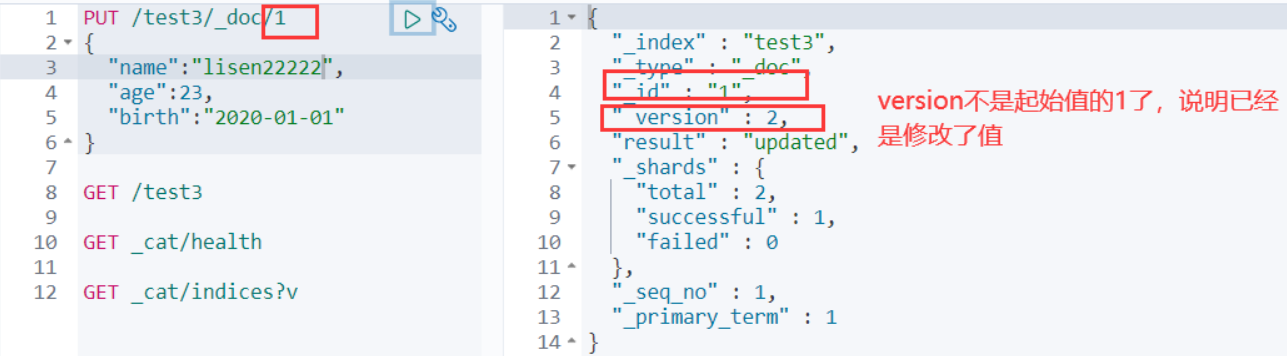 1 PUT /test3/_doc/1
2 {
3 "name":"lisen22222",
4 "age":23,
5 "birth":"2020-01-01"
6 }
7
8 GET /test3
9
10 GET _cat/health
11
12 GET _cat/indices?v
1 {
2 "_index" : "test3",
3 "_type" : "_doc",
4 "_id" : "1",
5 "_version" : 2,
6 "result" : "updated",
7 "_shards" : {
8 "total" : 2,
9 "successful" : 1,
10 "failed" : 0
11 },
12 "_seq_no" : 1,
13 "_primary_term" : 1
14 }
version不是起始值的1了，说明已经
是修改了值